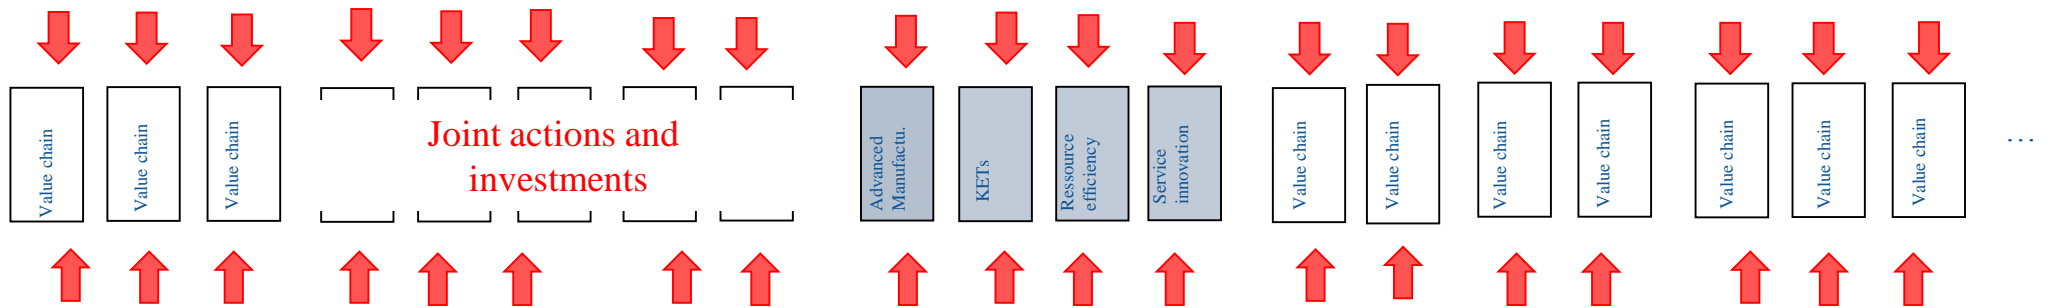 Value chain
Value chain
Value chain
Joint actions and
investments
Advanced
Manufactu.
KETs
Ressource
efficiency
Service
innovation
Value chain
Value chain
Value chain
Value chain
Value chain
Value chain
Value chain
...